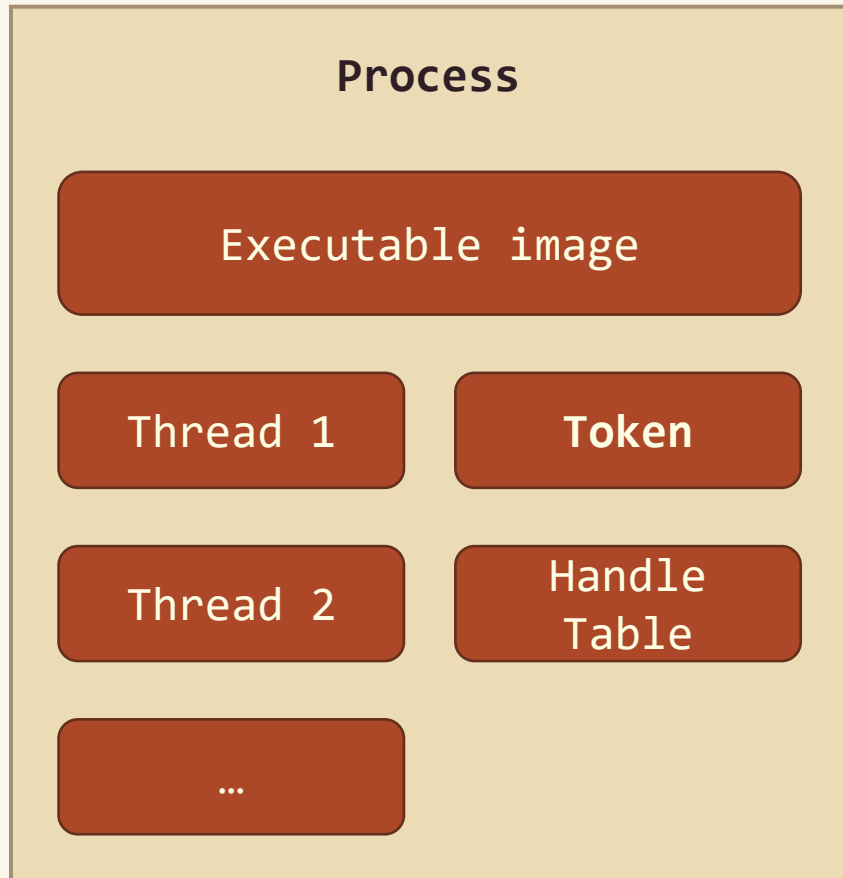 Process
Executable image
Thread 1
Token
Thread 2
Handle
Table
…